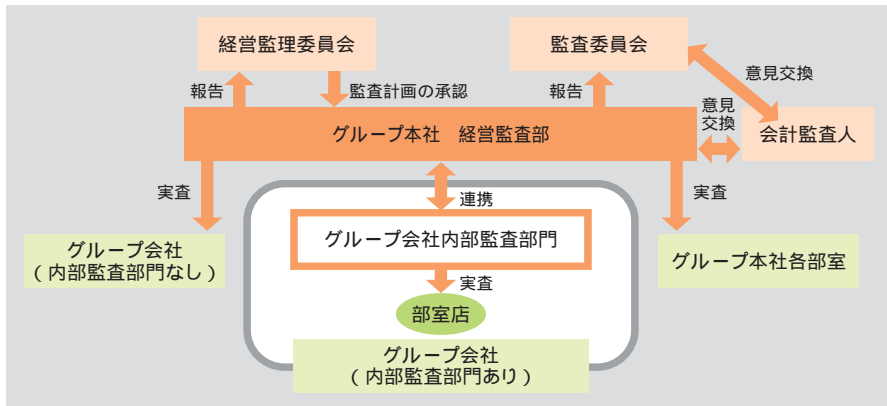 経営監理委員会
監査委員会
報告
監査計画の承認
報告
意見交換
意見
交換
グループ本社 経営監査部
会計監査人
実査
連携
実査
グループ会社
(内部監査部門なし)
グループ会社内部監査部門
グループ本社各部室
実査
部室店
グループ会社
(内部監査部門あり)